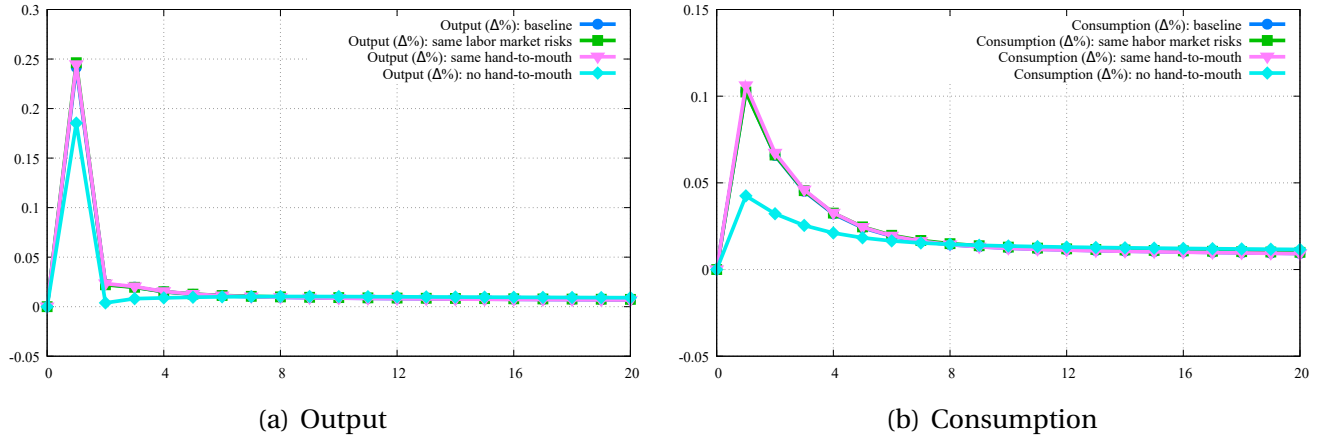 0.3
0.25
0.2
0.15
0.1
0.05
0
-0.05
Output (Δ%): baseline
Output (Δ%): same labor market risks
Output (Δ%): same hand-to-mouth
Output (Δ%): no hand-to-mouth
0 4 8 12 16 20
(a) Output
0.15
0.1
0.05
0
-0.05
Consumption (Δ%): baseline
Consumption (Δ%): same habor market risks
Consumption (Δ%): same hand-to-mouth
Consumption (Δ%): no hand-to-mouth
0 4 8 12 16 20
(b) Consumption